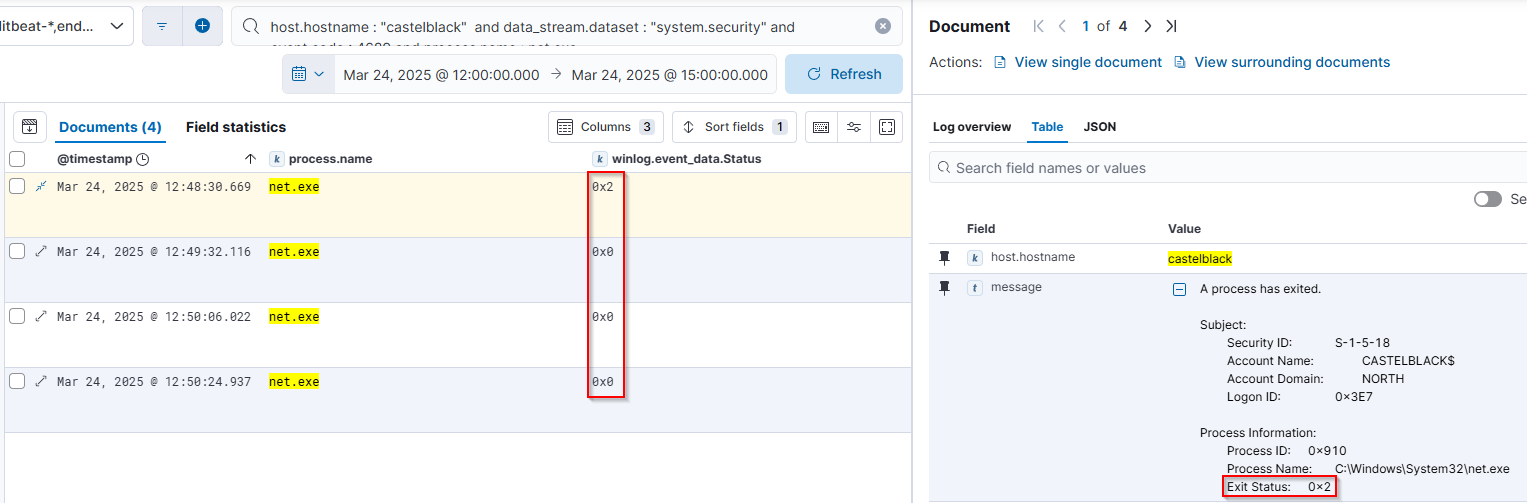 litbeat-*,end...
host.hostname : "castelblack" and data_stream.dataset : "system.security" and
Mar 24, 2025 @ 12:00:00.000 → Mar 24, 2025 @ 15:00:00.000
Refresh
Documents (4)
Field statistics
Columns 3
Sort fields 1
@timestamp
k process.name
k winlog.event_data.Status
Mar 24, 2025 @ 12:48:30.669 net.exe 0x2
Mar 24, 2025 @ 12:49:32.116 net.exe 0x0
Mar 24, 2025 @ 12:50:06.022 net.exe 0x0
Mar 24, 2025 @ 12:50:24.937 net.exe 0x0
Document
1 of 4
Actions: View single document View surrounding documents
Log overview Table JSON
Search field names or values
Se
Field Value
k host.hostname castelblack
t message A process has exited.
Subject:
Security ID: S-1-5-18
Account Name: CASTELBLACK$
Account Domain: NORTH
Logon ID: 0x3E7
Process Information:
Process ID: 0x910
Process Name: C:\Windows\System32\net.exe
Exit Status: 0x2